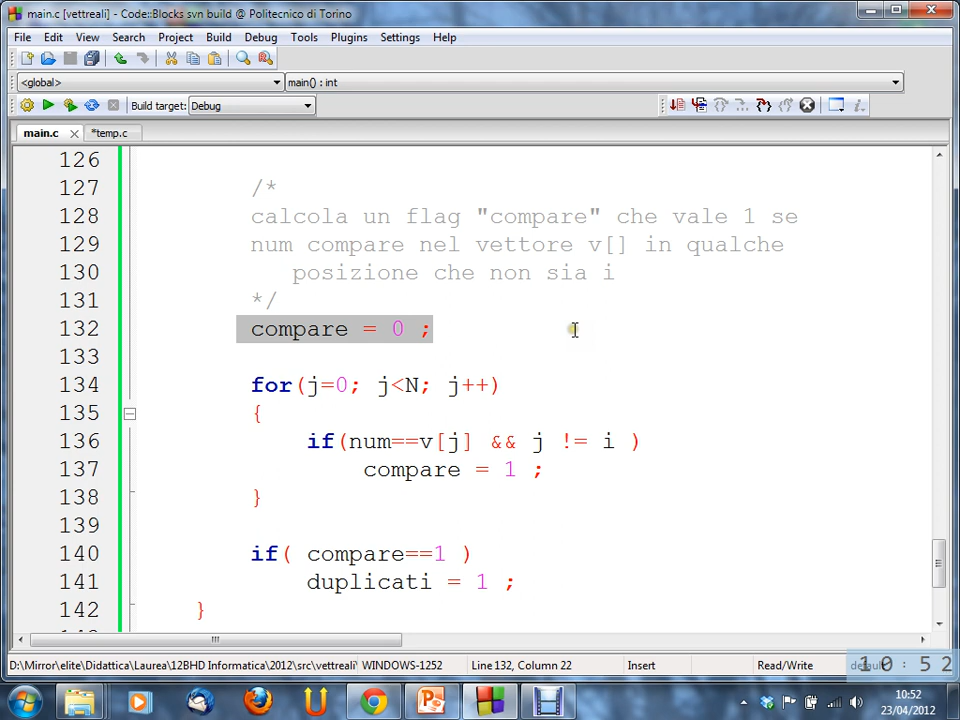 main.c [vettreali] - Code::Blocks svn build @ Politecnico di Torino
File Edit View Search Project Build Debug Tools Plugins Settings Help
<global> main() : int
Build target: Debug
main.c *temp.c
126
127 /*
128 calcola un flag "compare" che vale 1 se
129 num compare nel vettore v[] in qualche
130 posizione che non sia i
131 */
132 compare = 0 ;
133
134 for(j=0; j<N; j++)
135 {
136 if(num==v[j] && j != i )
137 compare = 1 ;
138 }
139
140 if( compare==1 )
141 duplicati = 1 ;
142 }
D:\Mirror\elite\Didattica\Laurea\12BHD Informatica\2012\src\vettreali\ WINDOWS-1252 Line 132, Column 22 Insert Read/Write default
10:52
10:52
23/04/2012